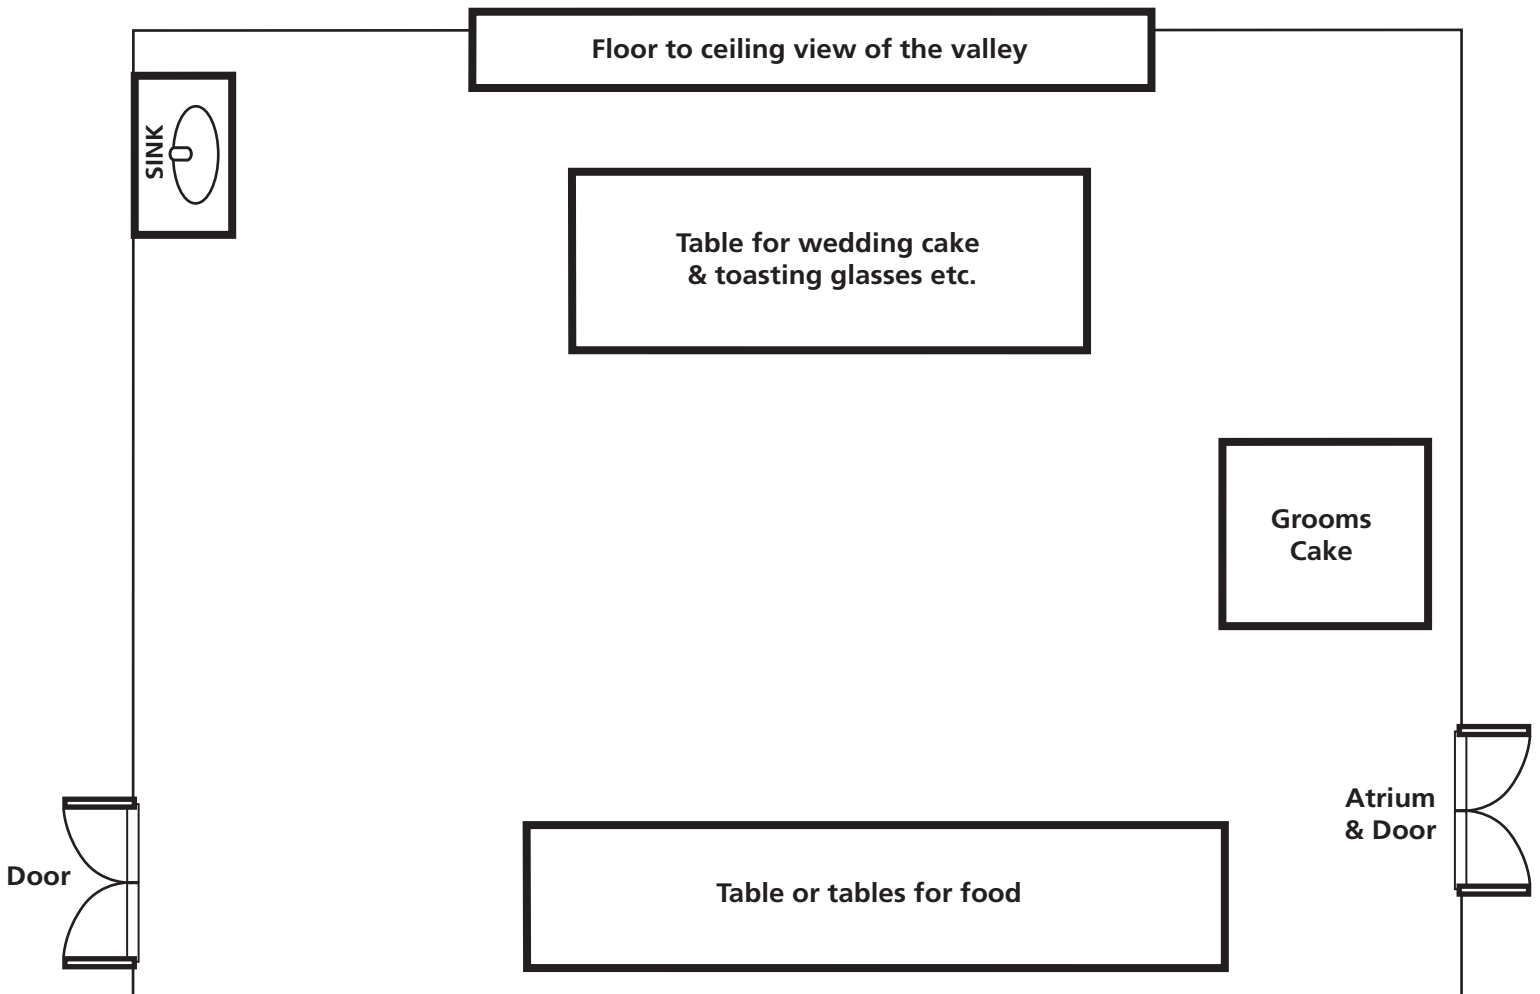 Floor to ceiling view of the valley
SINK
Table for wedding cake
& toasting glasses etc.
Grooms
Cake
Atrium
& Door
Door
Table or tables for food